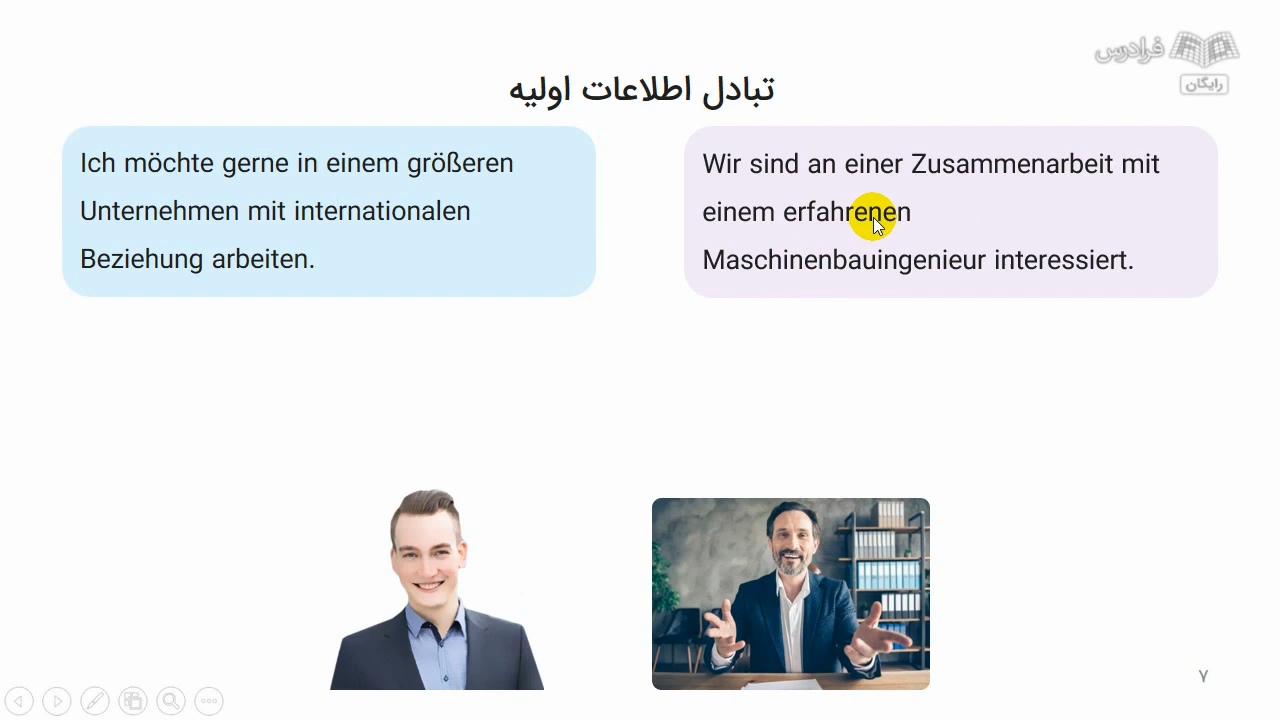 فرادرس
رایگان
تبادل اطلاعات اولیه
Ich möchte gerne in einem größeren
Unternehmen mit internationalen
Beziehung arbeiten.
Wir sind an einer Zusammenarbeit mit
einem erfahrenen
Maschinenbauingenieur interessiert.
۷